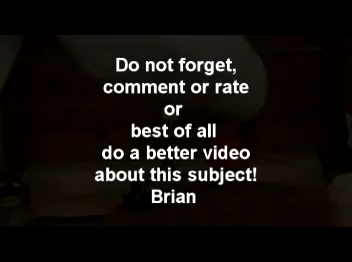 Do not forget,
comment or rate
or
best of all
do a better video
about this subject!
Brian